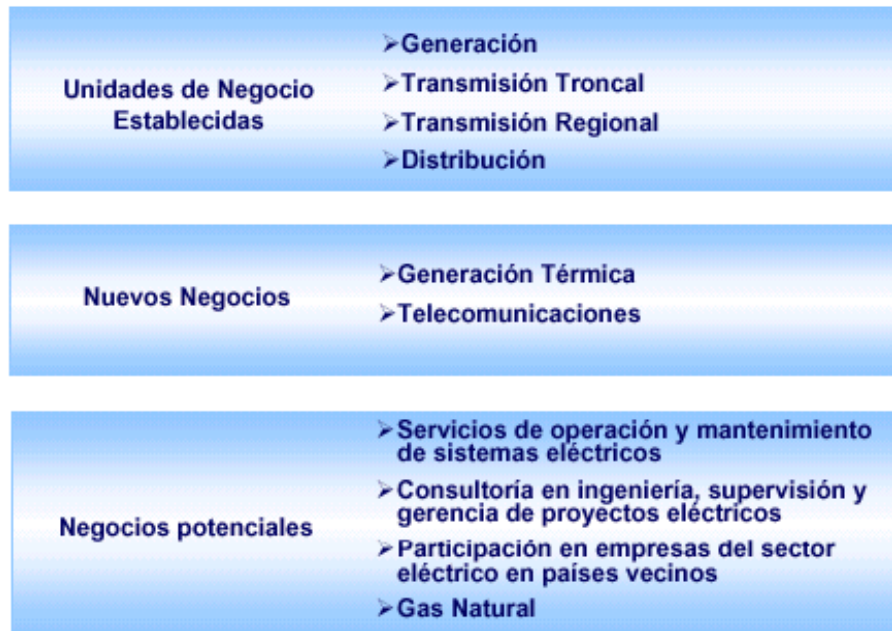 Unidades de Negocio
Establecidas
➢Generación
➢Transmisión Troncal
➢Transmisión Regional
➢Distribución
Nuevos Negocios
➢Generación Térmica
➢Telecomunicaciones
Negocios potenciales
➢Servicios de operación y mantenimiento
de sistemas eléctricos
➢Consultoría en ingeniería, supervisión y
gerencia de proyectos eléctricos
➢Participación en empresas del sector
eléctrico en países vecinos
➢Gas Natural